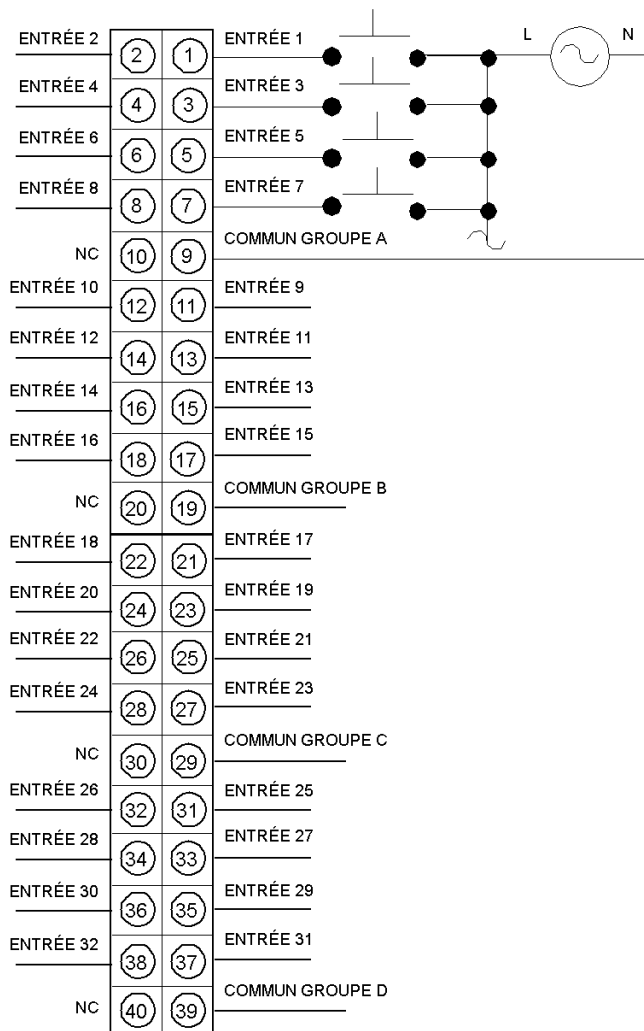 ENTRÉE 2 2 1 ENTRÉE 1 L N
ENTRÉE 4 4 3 ENTRÉE 3
ENTRÉE 6 6 5 ENTRÉE 5
ENTRÉE 8 8 7 ENTRÉE 7
NC 10 9 COMMUN GROUPE A
ENTRÉE 10 12 11 ENTRÉE 9
ENTRÉE 12 14 13 ENTRÉE 11
ENTRÉE 14 16 15 ENTRÉE 13
ENTRÉE 16 18 17 ENTRÉE 15
NC 20 19 COMMUN GROUPE B
ENTRÉE 18 22 21 ENTRÉE 17
ENTRÉE 20 24 23 ENTRÉE 19
ENTRÉE 22 26 25 ENTRÉE 21
ENTRÉE 24 28 27 ENTRÉE 23
NC 30 29 COMMUN GROUPE C
ENTRÉE 26 32 31 ENTRÉE 25
ENTRÉE 28 34 33 ENTRÉE 27
ENTRÉE 30 36 35 ENTRÉE 29
ENTRÉE 32 38 37 ENTRÉE 31
NC 40 39 COMMUN GROUPE D